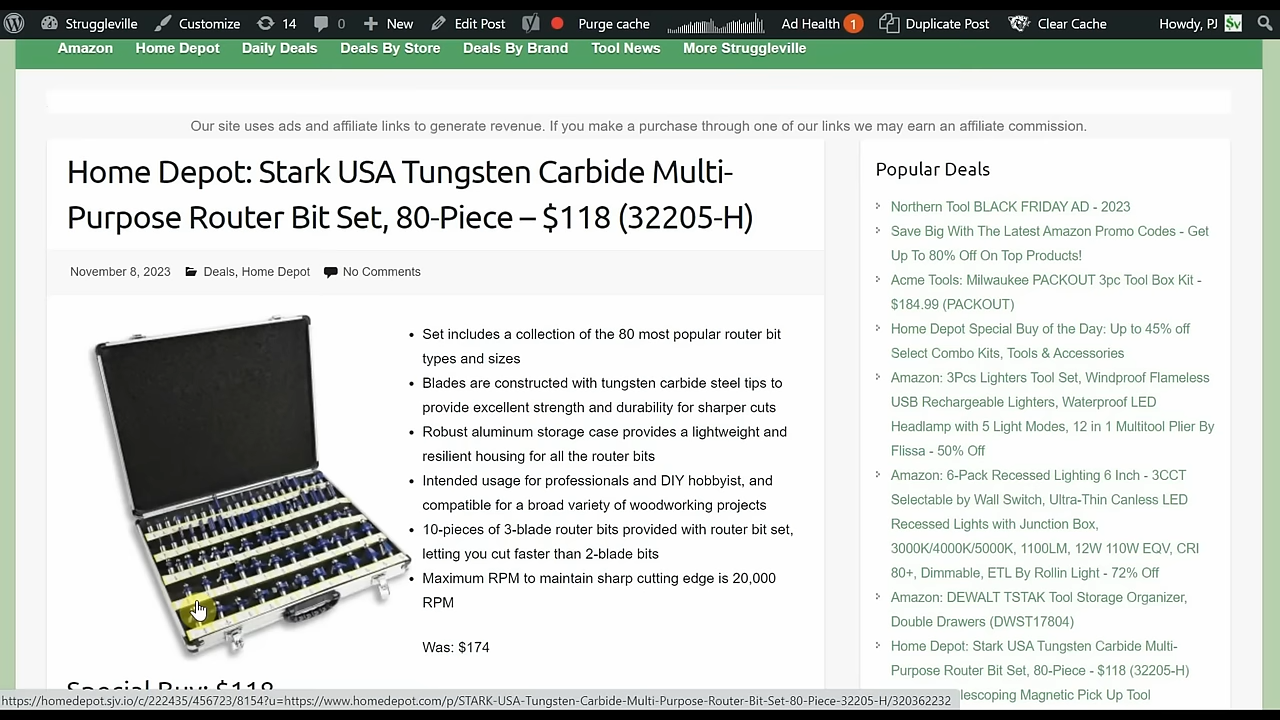 Struggleville Customize 14 0 New Edit Post Purge cache Ad Health 1 Duplicate Post Clear Cache Howdy, PJ
Amazon Home Depot Daily Deals Deals By Store Deals By Brand Tool News More Struggleville
Our site uses ads and affiliate links to generate revenue. If you make a purchase through one of our links we may earn an affiliate commission.
Home Depot: Stark USA Tungsten Carbide Multi-
Purpose Router Bit Set, 80-Piece – $118 (32205-H)
November 8, 2023 Deals, Home Depot No Comments
• Set includes a collection of the 80 most popular router bit
types and sizes
• Blades are constructed with tungsten carbide steel tips to
provide excellent strength and durability for sharper cuts
• Robust aluminum storage case provides a lightweight and
resilient housing for all the router bits
• Intended usage for professionals and DIY hobbyist, and
compatible for a broad variety of woodworking projects
• 10-pieces of 3-blade router bits provided with router bit set,
letting you cut faster than 2-blade bits
• Maximum RPM to maintain sharp cutting edge is 20,000
RPM
Was: $174
Special Buy: $118
Popular Deals
Northern Tool BLACK FRIDAY AD - 2023
Save Big With The Latest Amazon Promo Codes - Get
Up To 80% Off On Top Products!
Acme Tools: Milwaukee PACKOUT 3pc Tool Box Kit -
$184.99 (PACKOUT)
Home Depot Special Buy of the Day: Up to 45% off
Select Combo Kits, Tools & Accessories
Amazon: 3Pcs Lighters Tool Set, Windproof Flameless
USB Rechargeable Lighters, Waterproof LED
Headlamp with 5 Light Modes, 12 in 1 Multitool Plier By
Flissa - 50% Off
Amazon: 6-Pack Recessed Lighting 6 Inch - 3CCT
Selectable by Wall Switch, Ultra-Thin Canless LED
Recessed Lights with Junction Box,
3000K/4000K/5000K, 1100LM, 12W 110W EQV, CRI
80+, Dimmable, ETL By Rollin Light - 72% Off
Amazon: DEWALT TSTAK Tool Storage Organizer,
Double Drawers (DWST17804)
Home Depot: Stark USA Tungsten Carbide Multi-
Purpose Router Bit Set, 80-Piece - $118 (32205-H)
lescoping Magnetic Pick Up Tool
https://homedepot.sjv.io/c/222435/456723/8154?u=https://www.homedepot.com/p/STARK-USA-Tungsten-Carbide-Multi-Purpose-Router-Bit-Set-80-Piece-32205-H/320362232